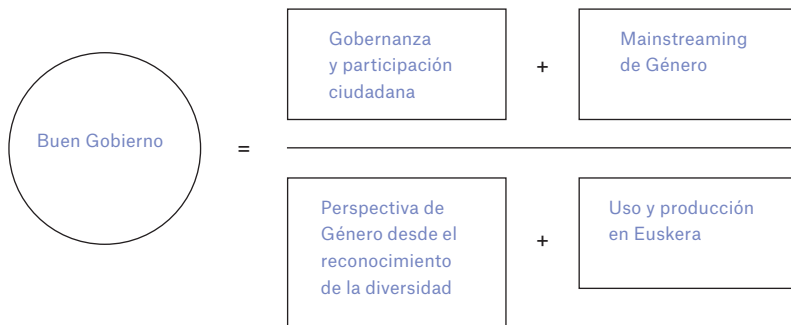 Buen Gobierno
=
Gobernanza
y participación
ciudadana
+
Mainstreaming
de Género
Perspectiva de
Género desde el
reconocimiento
de la diversidad
+
Uso y producción
en Euskera